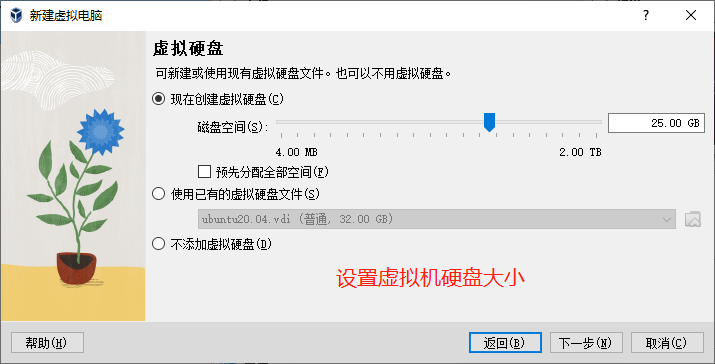 新建虚拟电脑
虚拟硬盘
可新建或使用现有虚拟硬盘文件。也可以不用虚拟硬盘。
现在创建虚拟硬盘(C)
磁盘空间(S):
25.00 GB
4.00 MB 2.00 TB
预先分配全部空间(F)
使用已有的虚拟硬盘文件(S)
ubuntu20.04.vdi (普通, 32.00 GB)
不添加虚拟硬盘(D)
设置虚拟机硬盘大小
帮助(H) 返回(B) 下一步(N) 取消(C)